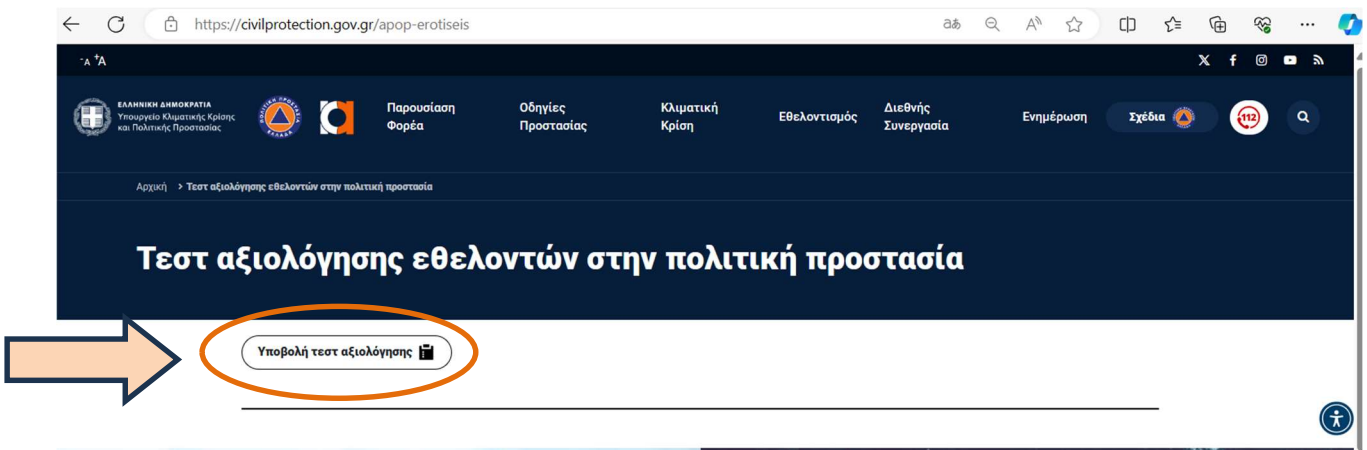 https://civilprotection.gov.gr/apop-erotiseis
-A +A
ΕΛΛΗΝΙΚΗ ΔΗΜΟΚΡΑΤΙΑ
Υπουργείο Κλιματικής Κρίσης
και Πολιτικής Προστασίας
Παρουσίαση
Φορέα
Οδηγίες
Προστασίας
Κλιματική
Κρίση
Εθελοντισμός
Διεθνής
Συνεργασία
Ενημέρωση
Σχέδια
112
Αρχική > Τεστ αξιολόγησης εθελοντών στην πολιτική προστασία
Τεστ αξιολόγησης εθελοντών στην πολιτική προστασία
Υποβολή τεστ αξιολόγησης